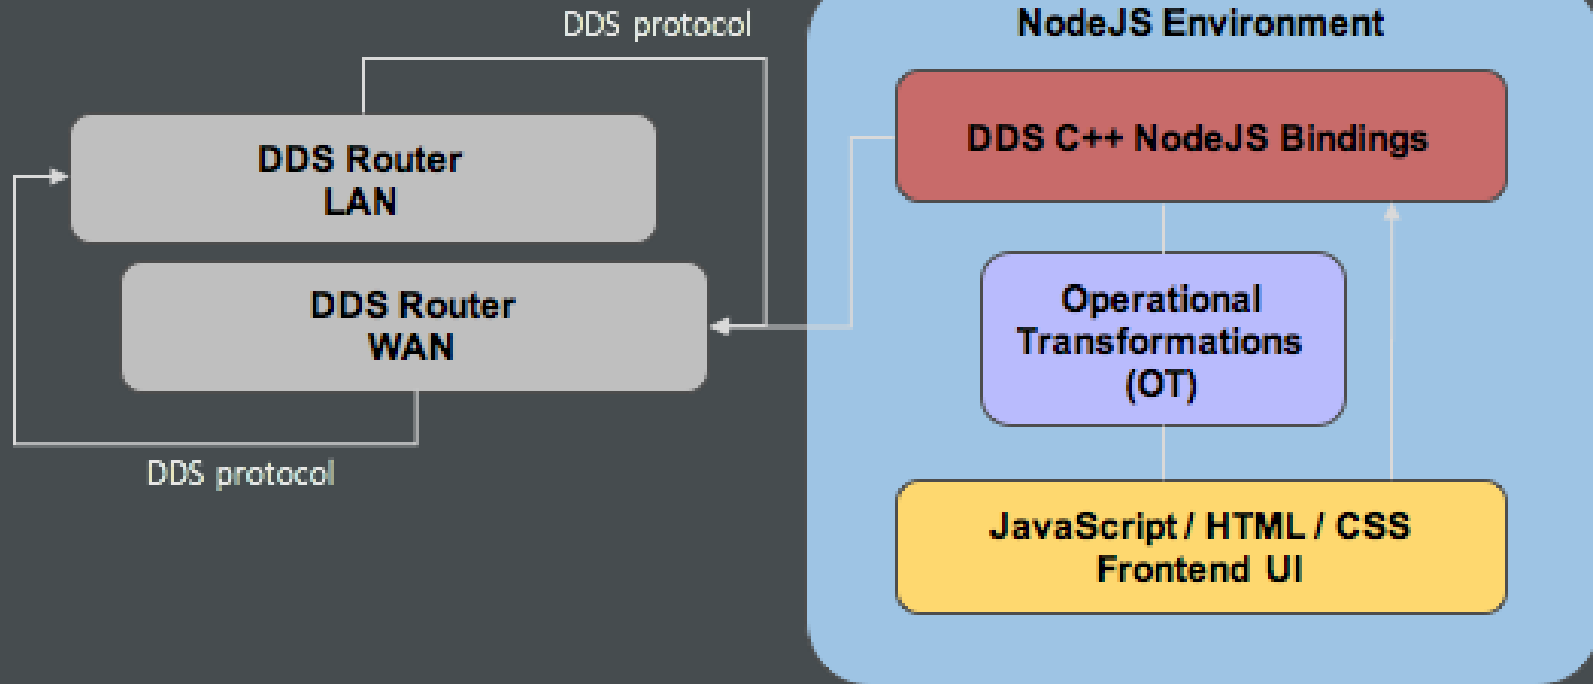 DDS protocol
NodeJS Environment
DDS Router
LAN
DDS C++ NodeJS Bindings
DDS Router
WAN
Operational
Transformations
(OT)
DDS protocol
JavaScript / HTML / CSS
Frontend UI